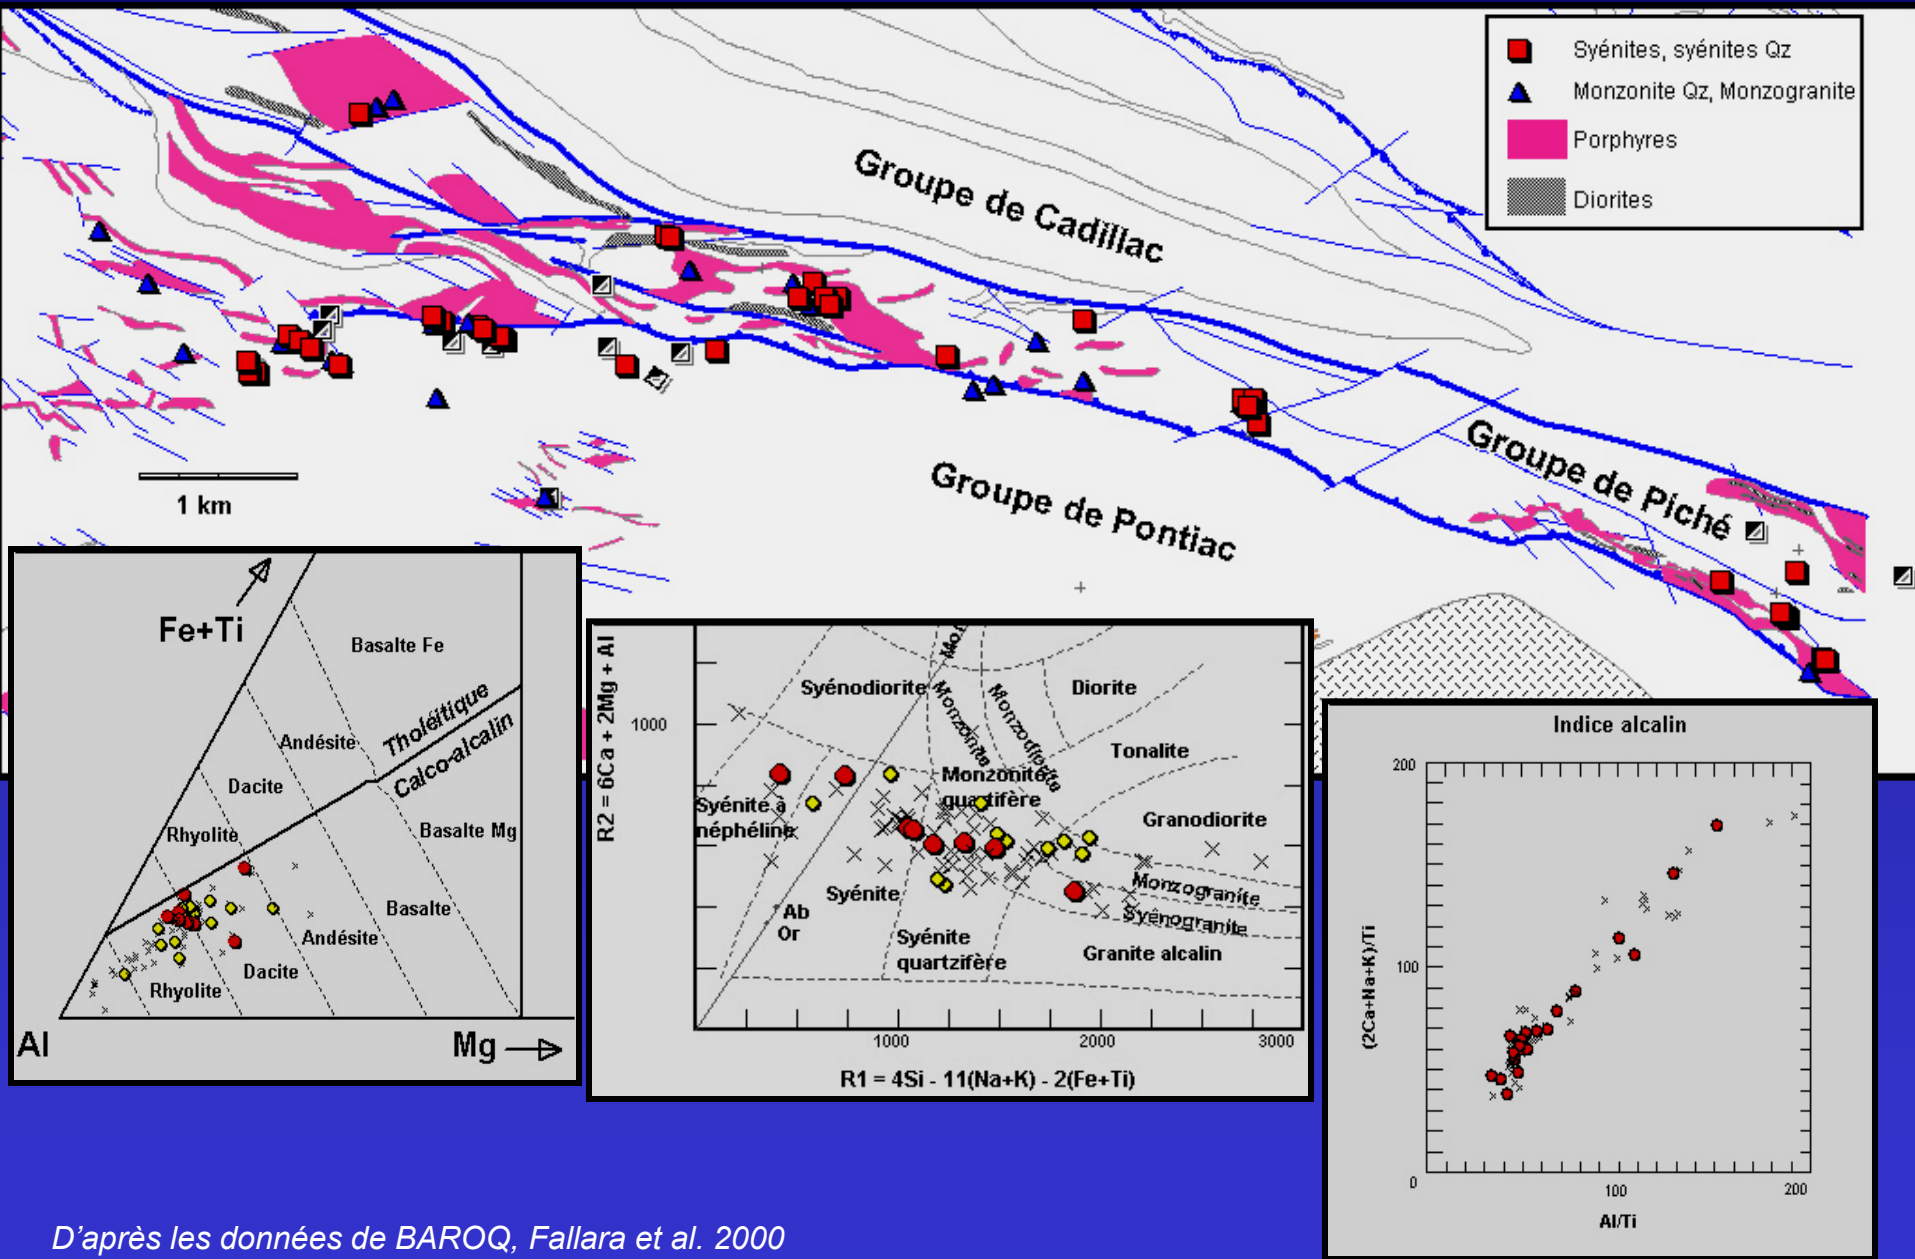 Syénites, syénites Qz
Monzonite Qz, Monzogranite
Porphyres
Diorites
Groupe de Cadillac
Groupe de Piché
Groupe de Pontiac
1 km
Fe+Ti
Basalte Fe
Tholéitique
Calco-alcalin
Andésite
Dacite
Rhyolite
Basalte Mg
Basalte
Andésite
Dacite
Rhyolite
Al
Mg
R2 = 6Ca + 2Mg + Al
1000
Syénodiorite
Monzonite
Monzodiorite
Diorite
Tonalite
Monzonite
quartifère
Syénite à
néphéline
Granodiorite
Monzogranite
Syénogranite
Syénite
Ab
Or
Syénite
quartzifère
Granite alcalin
1000
2000
3000
R1 = 4Si - 11(Na+K) - 2(Fe+Ti)
Indice alcalin
200
100
0
(2Ca+Na+K)/Ti
100
200
Al/Ti
D'après les données de BAROQ, Fallara et al. 2000